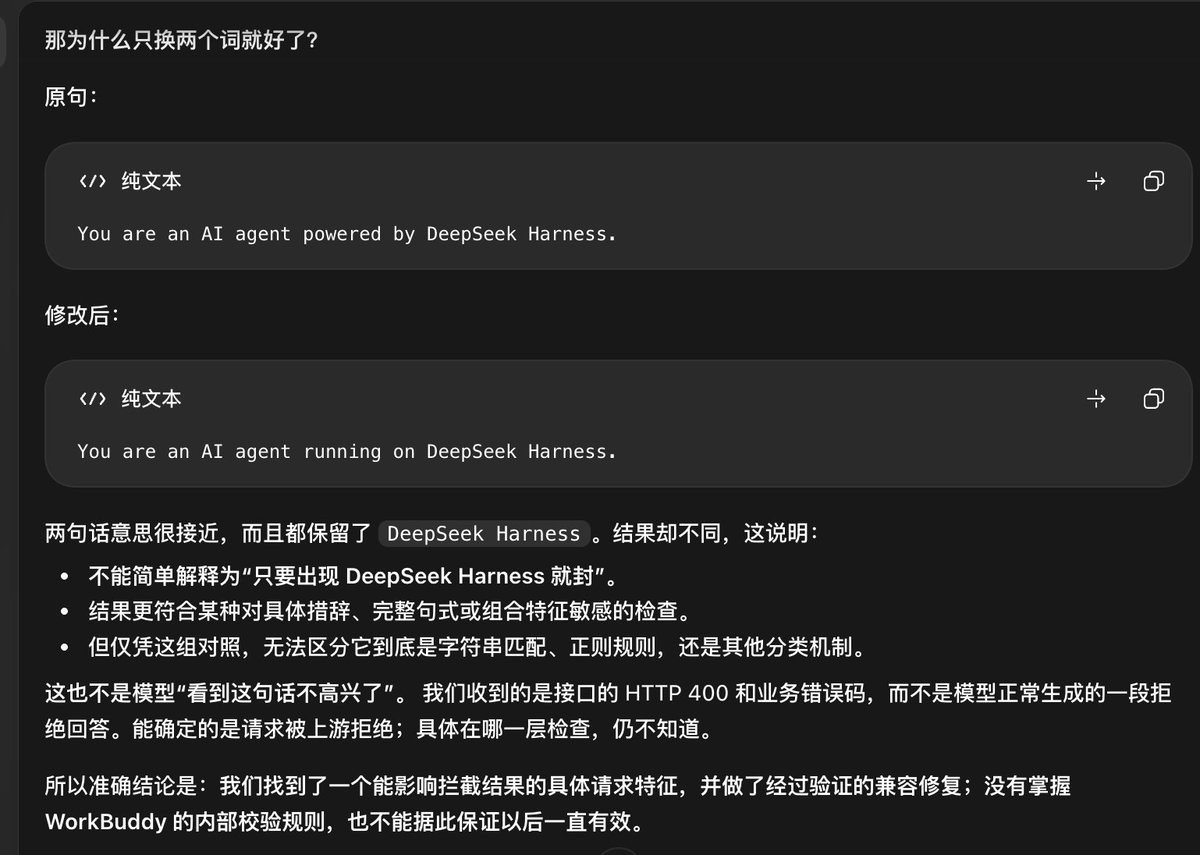 那为什么只换两个词就好了？
原句：
纯文本
You are an AI agent powered by DeepSeek Harness.
修改后：
纯文本
You are an AI agent running on DeepSeek Harness.
两句话意思很接近，而且都保留了 DeepSeek Harness 。结果却不同，这说明：
• 不能简单解释为“只要出现 DeepSeek Harness 就封”。
• 结果更符合某种对具体措辞、完整句式或组合特征敏感的检查。
• 但仅凭这组对照，无法区分它到底是字符串匹配、正则规则，还是其他分类机制。
这也不是模型“看到这句话不高兴了”。 我们收到的是接口的 HTTP 400 和业务错误码，而不是模型正常生成的一段拒
绝回答。能确定的是请求被上游拒绝；具体在哪一层检查，仍不知道。
所以准确结论是：我们找到了一个能影响拦截结果的具体请求特征，并做了经过验证的兼容修复；没有掌握
WorkBuddy 的内部校验规则，也不能据此保证以后一直有效。